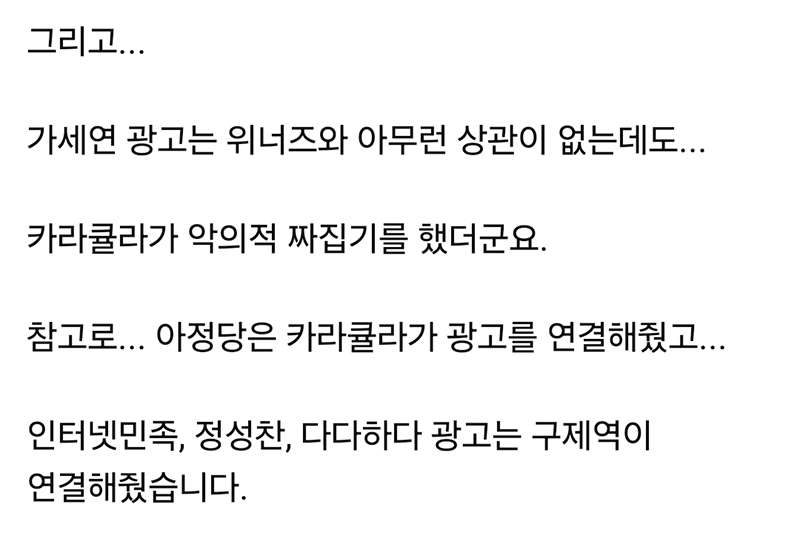 그리고...
가세연 광고는 위너즈와 아무런 상관이 없는데도...
카라큘라가 악의적 짜집기를 했더군요.
참고로... 아정당은 카라큘라가 광고를 연결해줬고...
인터넷민족, 정성찬, 다다하다 광고는 구제역이
연결해줬습니다.